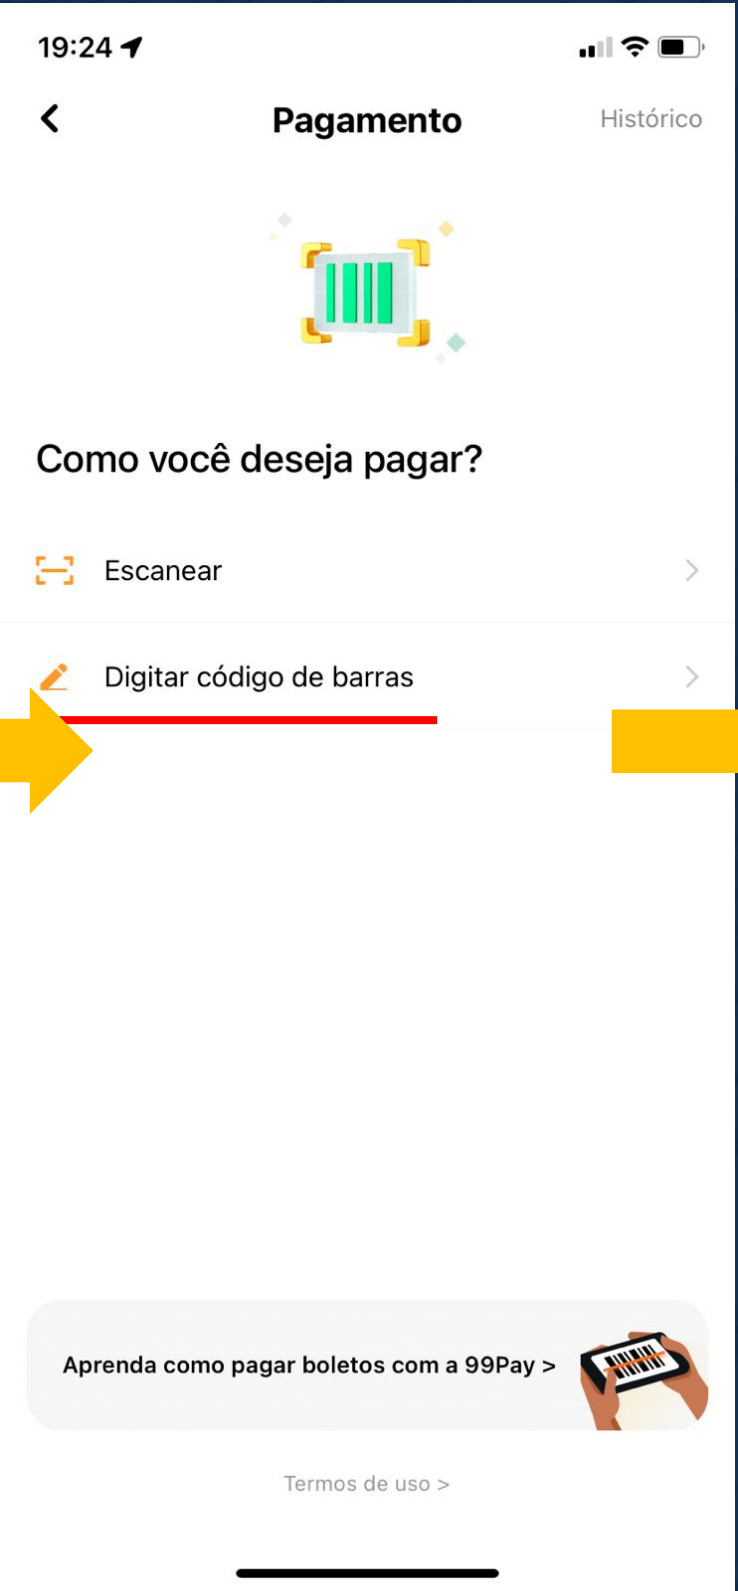 19:24
Pagamento
Histórico
Como você deseja pagar?
Escanear
Digitar código de barras
Aprenda como pagar boletos com a 99Pay >
Termos de uso >